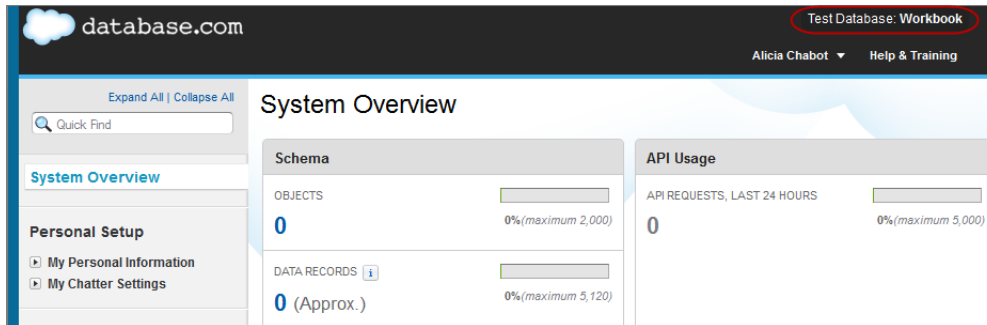 database.com
Test Database: Workbook
Alicia Chabot
Help & Training
Expand All | Collapse All
Quick Find
System Overview
Personal Setup
My Personal Information
My Chatter Settings
System Overview
Schema
OBJECTS
0
0%(maximum 2,000)
DATA RECORDS i
0 (Approx.)
0%(maximum 5,120)
API Usage
API REQUESTS, LAST 24 HOURS
0
0%(maximum 5,000)